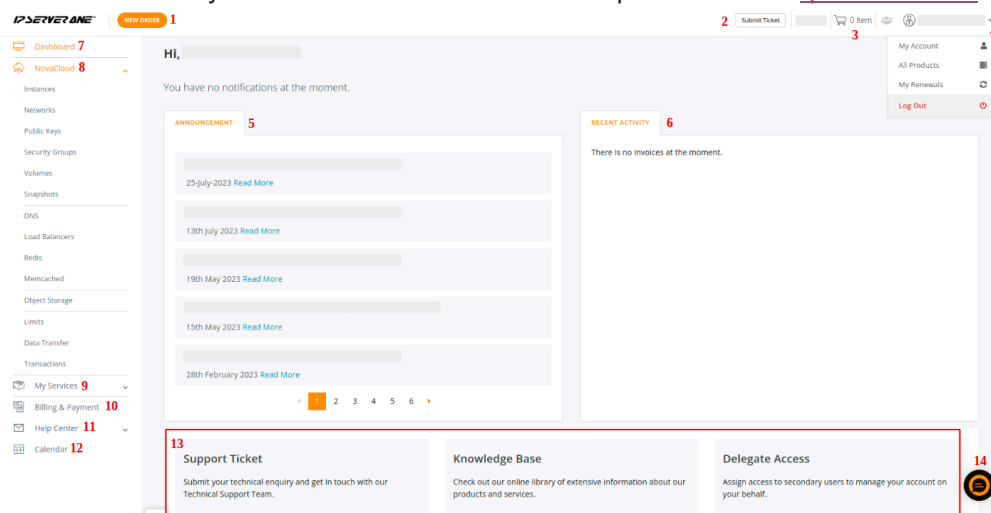 IP SERVER ONE
NEW ORDER 1
2 Submit Ticket
0 item
3
Dashboard 7
NovaCloud 8
Instances
Networks
Public Keys
Security Groups
Volumes
Snapshots
DNS
Load Balancers
Redis
Memcached
Object Storage
Limits
Data Transfer
Transactions
My Services 9
Billing & Payment 10
Help Center 11
Calendar 12
Hi,
You have no notifications at the moment.
My Account
All Products
My Renewals
Log Out
ANNOUNCEMENT 5
25-July-2023 Read More
13th July 2023 Read More
19th May 2023 Read More
15th May 2023 Read More
28th February 2023 Read More
1 2 3 4 5 6
RECENT ACTIVITY 6
There is no invoices at the moment.
13
Support Ticket
Submit your technical enquiry and get in touch with our
Technical Support Team.
Knowledge Base
Check out our online library of extensive information about our
products and services.
Delegate Access
Assign access to secondary users to manage your account on
your behalf.
14